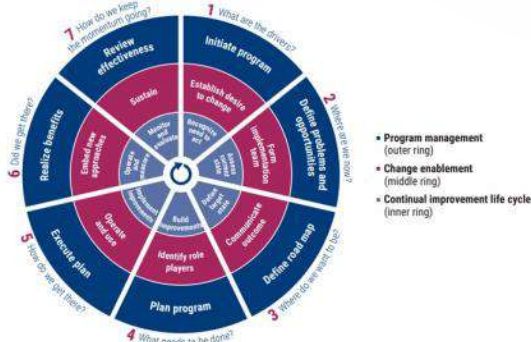 1 What are the drivers?
Initiate program
Establish desire
to change
Recognize
need to
act
2 Where are we now?
Define problems and
opportunities
Form
implementation
team
Assess
current
state
3 Where do we want to be?
Define road map
Communicate
outcome
Define
target
state
4 What needs to be done?
Plan program
Identify role
players
Build
improvements
5 How do we get there?
Execute plan
Operate
and use
Implement
improvements
6 Did we get there?
Realize benefits
Embed new
approaches
Operate
and
measure
7 How do we keep
the momentum going?
Review
effectiveness
Sustain
Monitor
and
evaluate
Program management
(outer ring)
Change enablement
(middle ring)
Continual improvement life cycle
(inner ring)